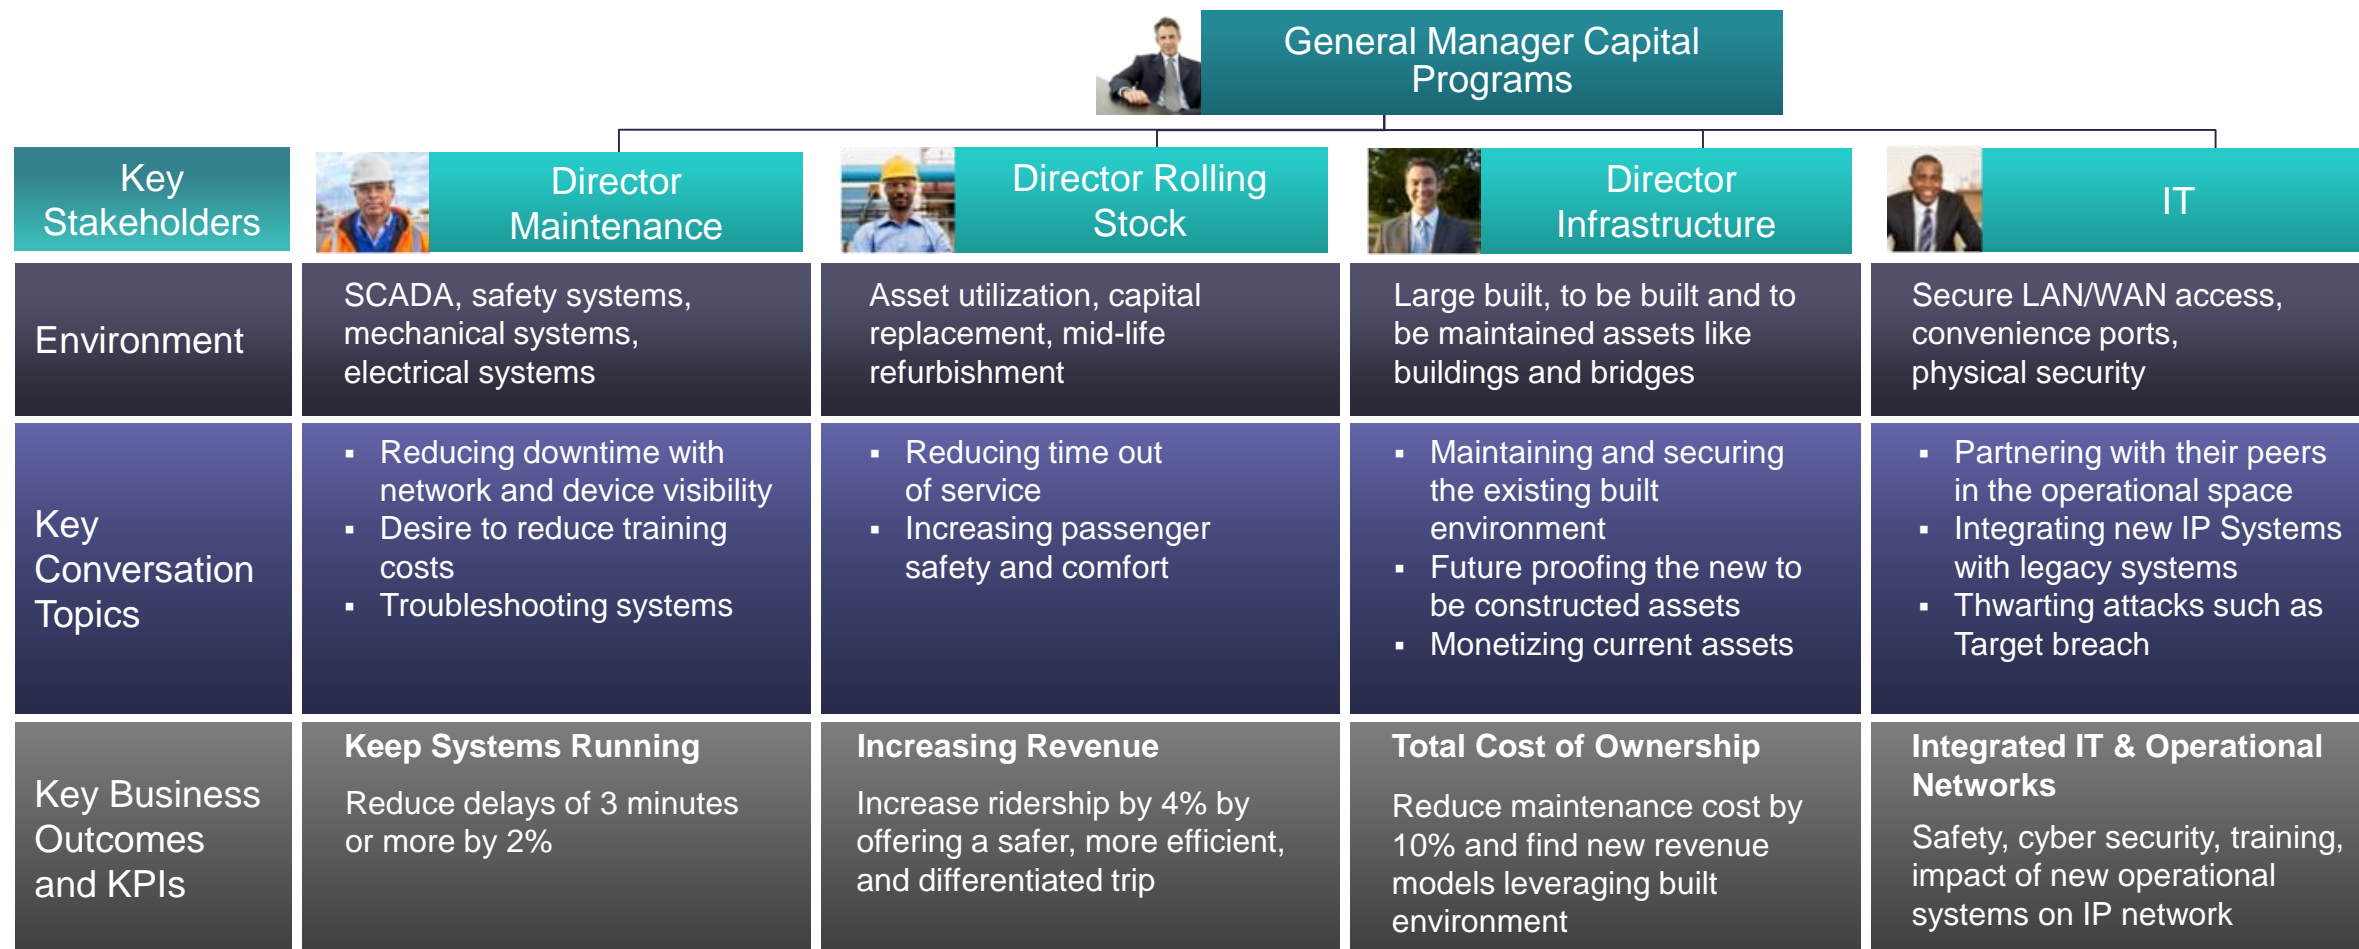 General Manager Capital
Programs
Key
Stakeholders
Director
Maintenance
Director Rolling
Stock
Director
Infrastructure
IT
Environment
SCADA, safety systems,
mechanical systems,
electrical systems
Asset utilization, capital
replacement, mid-life
refurbishment
Large built, to be built and to
be maintained assets like
buildings and bridges
Secure LAN/WAN access,
convenience ports,
physical security
Key
Conversation
Topics
▪ Reducing downtime with
network and device visibility
▪ Desire to reduce training
costs
▪ Troubleshooting systems
▪ Reducing time out
of service
▪ Increasing passenger
safety and comfort
▪ Maintaining and securing
the existing built
environment
▪ Future proofing the new to
be constructed assets
▪ Monetizing current assets
▪ Partnering with their peers
in the operational space
▪ Integrating new IP Systems
with legacy systems
▪ Thwarting attacks such as
Target breach
Key Business
Outcomes
and KPIs
Keep Systems Running
Reduce delays of 3 minutes
or more by 2%
Increasing Revenue
Increase ridership by 4% by
offering a safer, more efficient,
and differentiated trip
Total Cost of Ownership
Reduce maintenance cost by
10% and find new revenue
models leveraging built
environment
Integrated IT & Operational
Networks
Safety, cyber security, training,
impact of new operational
systems on IP network